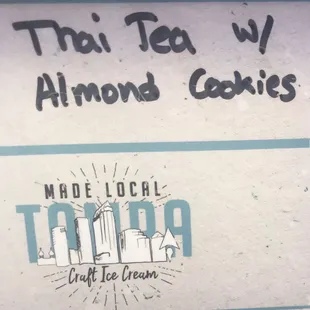 Thai Tea w/
Almond Cookies
MADE LOCAL
TAMPA
Craft Ice Cream